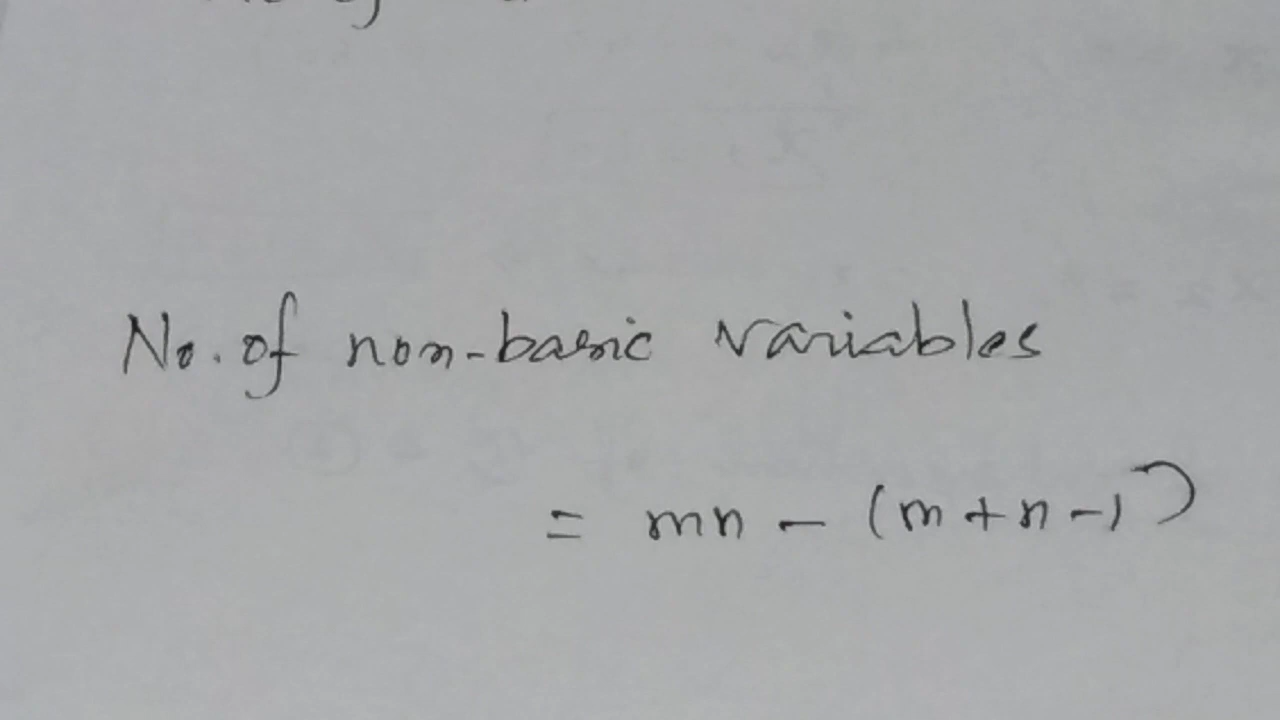 No. of non-basic variables
= mn - (m+n-1)